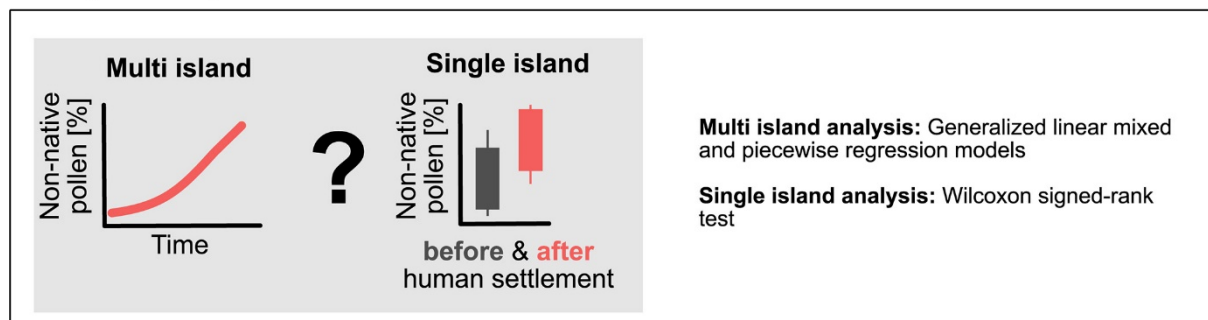 Multi island
Non-native
pollen [%]
Time
?
Single island
Non-native
pollen [%]
before & after
human settlement
Multi island analysis: Generalized linear mixed
and piecewise regression models
Single island analysis: Wilcoxon signed-rank
test